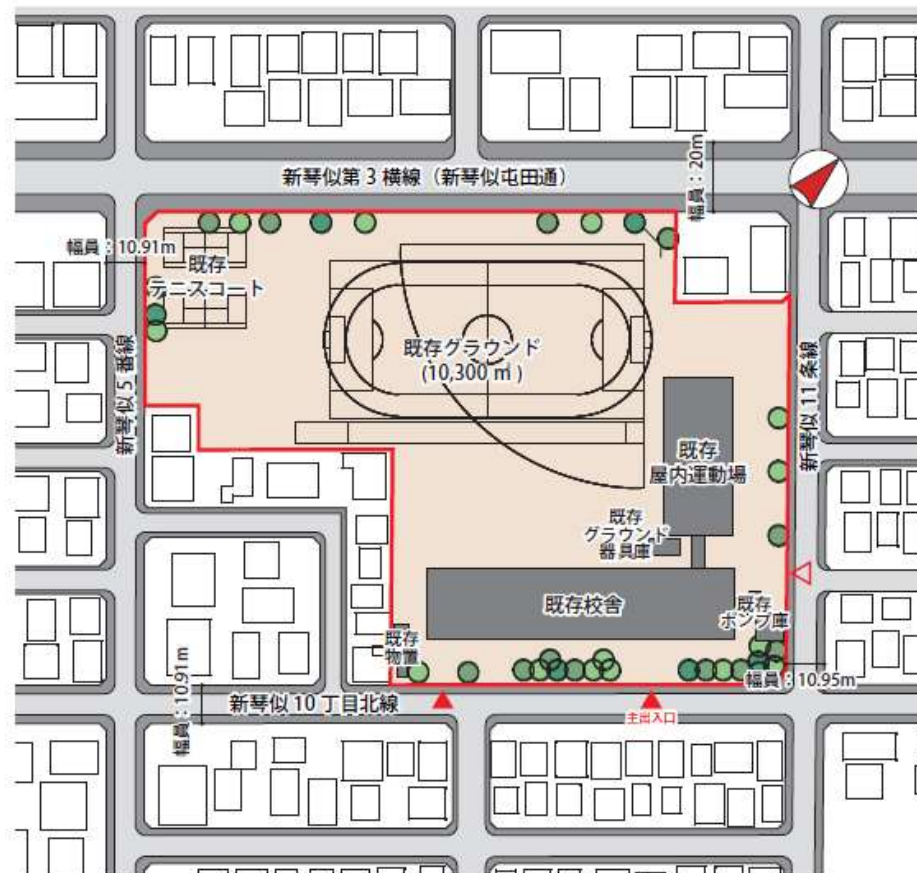 新琴似第3横線（新琴似屯田通）
幅員：20m
幅員：10.91m
既存
テニスコート
既存グラウンド
(10,300㎡)
新琴似5番線
新琴似11条線
既存
屋内運動場
既存
グラウンド
器具庫
既存校舎
既存
ポンプ庫
既存
物置
幅員：10.95m
幅員：10.91m
新琴似10丁目北線
主出入口